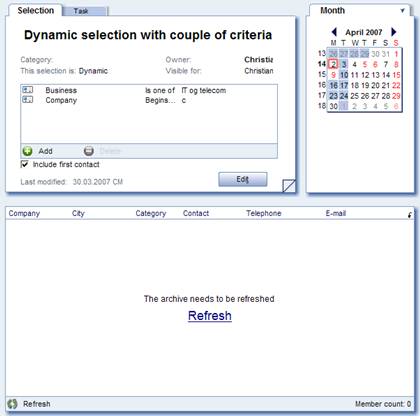 Selection Task
Dynamic selection with couple of criteria
Category: Owner: Christia
This selection is: Dynamic Visible for: Christian
Business Is one of IT og telecom
Company Begins... c
Add Delete
Include first contact
Last modified: 30.03.2007 CM Edit
Month
April 2007
M T W T F S S
13 26 27 28 29 30 31 1
14 2 3 4 5 6 7 8
15 9 10 11 12 13 14 15
16 16 17 18 19 20 21 22
17 23 24 25 26 27 28 29
18 30 1 2 3 4 5 6
Company City Category Contact Telephone E-mail
The archive needs to be refreshed
Refresh
Refresh Member count: 0